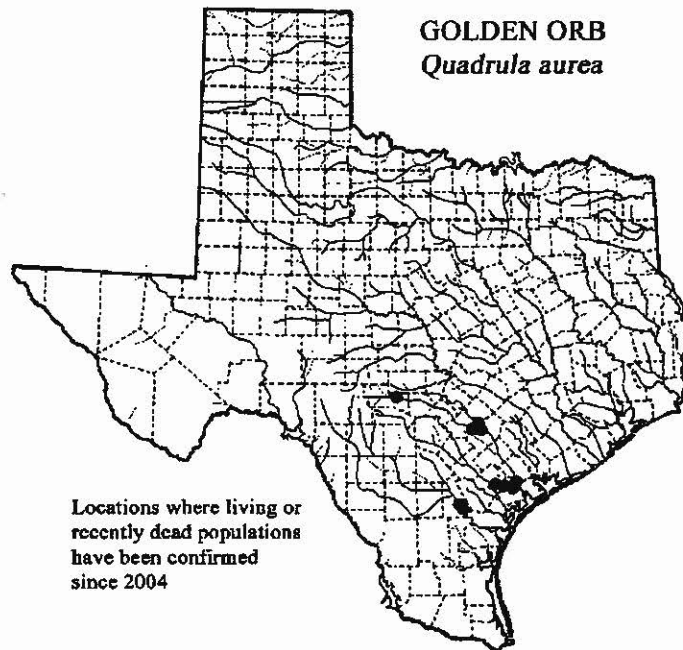 GOLDEN ORB
Quadrula aurea
Locations where living or
recently dead populations
have been confirmed
since 2004